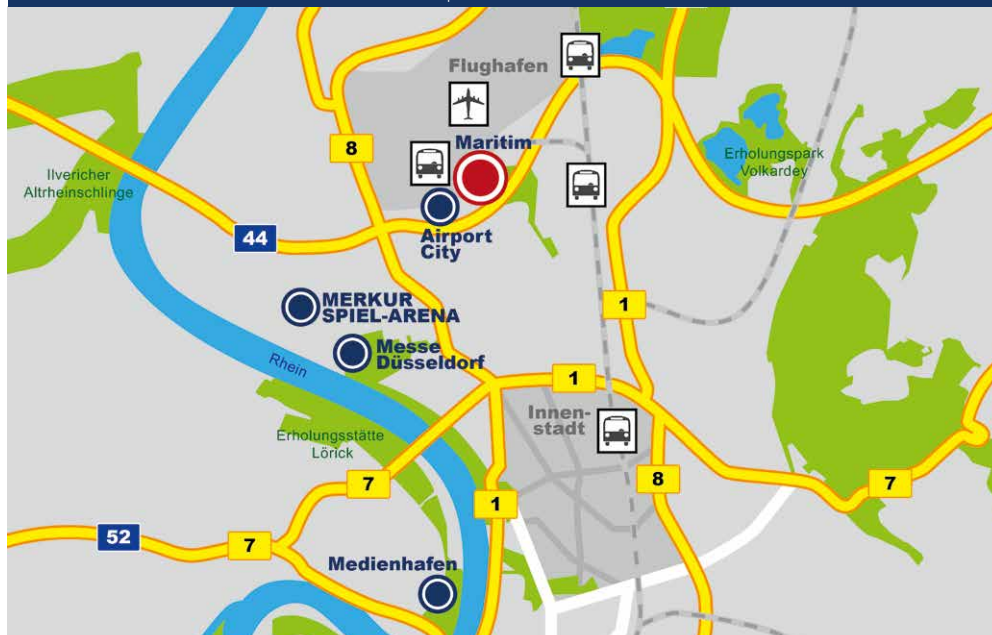 Flughafen
Maritim
8
Ilvericher
Altrheinschlinge
Erholungspark
Volkardey
44
Airport
City
MERKUR
SPIEL-ARENA
1
Messe
Düsseldorf
Rhein
1
Innen-
stadt
Erholungsstätte
Lörick
7
8
7
1
52
7
Medienhafen